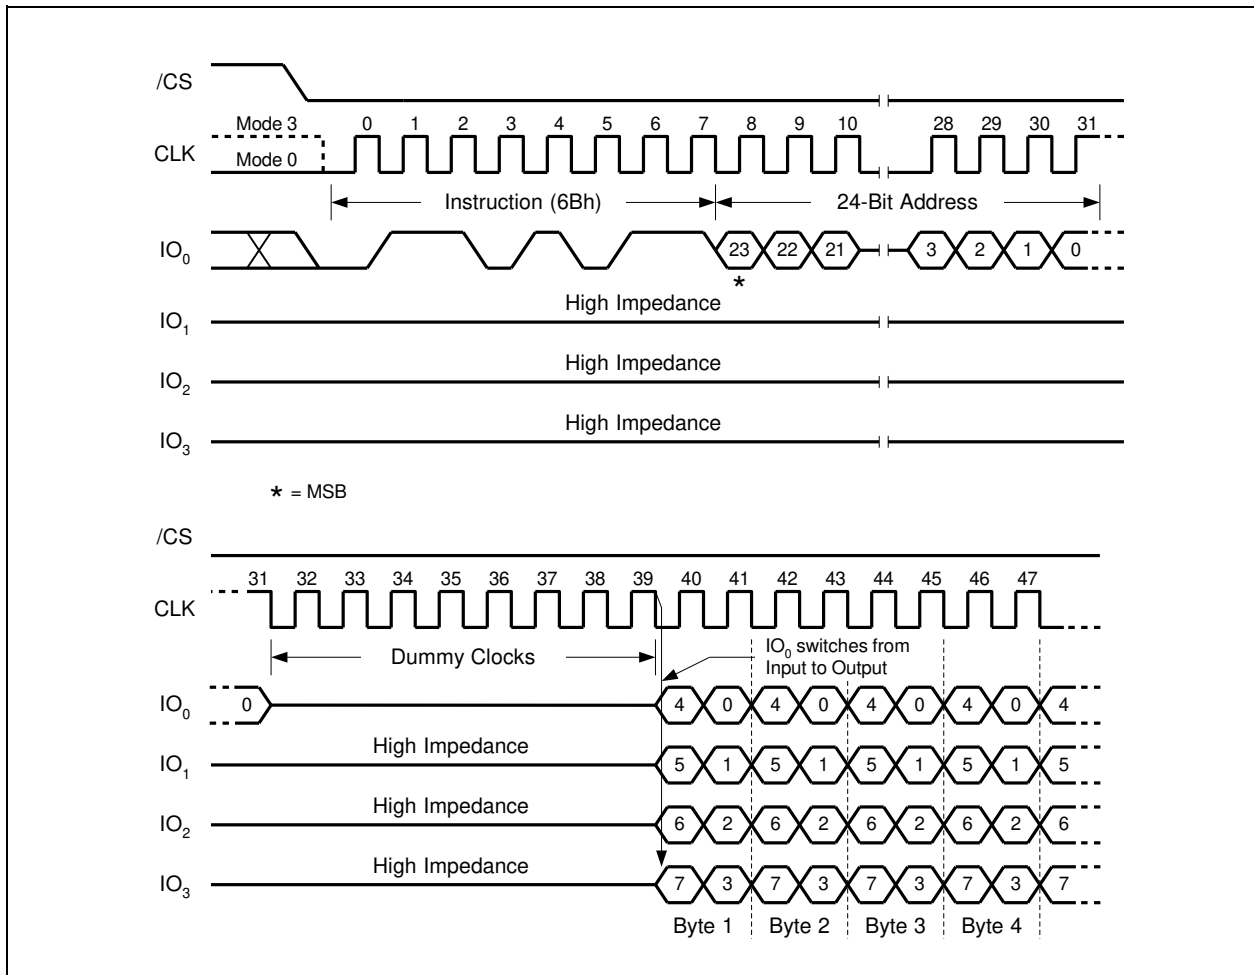 /CS
Mode 3 0 1 2 3 4 5 6 7 8 9 10 28 29 30 31
CLK
Mode 0
Instruction (6Bh) 24-Bit Address
IO0 23 22 21 3 2 1 0
*
High Impedance
IO1
High Impedance
IO2
High Impedance
IO3
* = MSB
/CS
31 32 33 34 35 36 37 38 39 40 41 42 43 44 45 46 47
CLK
Dummy Clocks
IO0 switches from
Input to Output
IO0 0 4 0 4 0 4 0 4 0 4
High Impedance
IO1 5 1 5 1 5 1 5 1 5
High Impedance
IO2 6 2 6 2 6 2 6 2 6
High Impedance
IO3 7 3 7 3 7 3 7 3 7
Byte 1 Byte 2 Byte 3 Byte 4